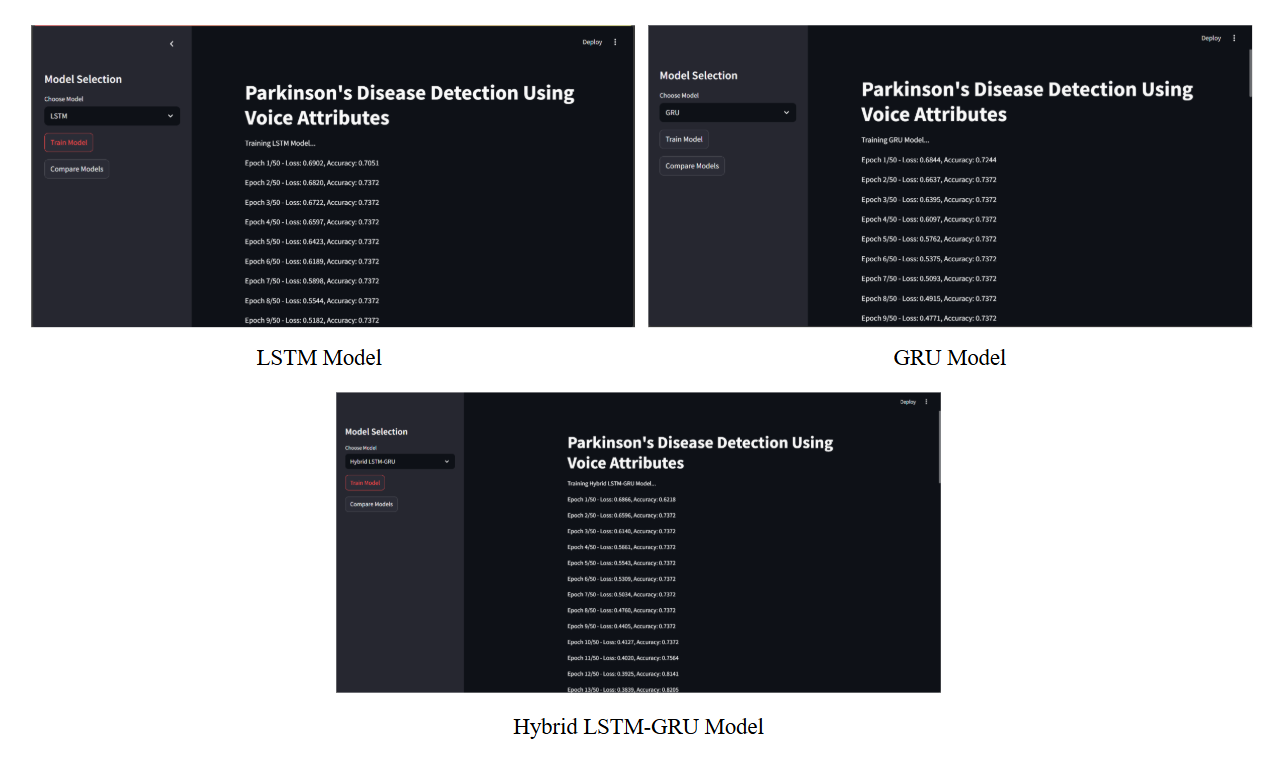 Deploy
Model Selection
Choose Model
LSTM
Train Model
Compare Models
Parkinson's Disease Detection Using
Voice Attributes
Training LSTM Model...
Epoch 1/50 - Loss: 0.6902, Accuracy: 0.7051
Epoch 2/50 - Loss: 0.6820, Accuracy: 0.7372
Epoch 3/50 - Loss: 0.6722, Accuracy: 0.7372
Epoch 4/50 - Loss: 0.6597, Accuracy: 0.7372
Epoch 5/50 - Loss: 0.6423, Accuracy: 0.7372
Epoch 6/50 - Loss: 0.6189, Accuracy: 0.7372
Epoch 7/50 - Loss: 0.5898, Accuracy: 0.7372
Epoch 8/50 - Loss: 0.5544, Accuracy: 0.7372
Epoch 9/50 - Loss: 0.5182, Accuracy: 0.7372
LSTM Model
Deploy
Model Selection
Choose Model
GRU
Train Model
Compare Models
Parkinson's Disease Detection Using
Voice Attributes
Training GRU Model...
Epoch 1/50 - Loss: 0.6844, Accuracy: 0.7244
Epoch 2/50 - Loss: 0.6637, Accuracy: 0.7372
Epoch 3/50 - Loss: 0.6395, Accuracy: 0.7372
Epoch 4/50 - Loss: 0.6097, Accuracy: 0.7372
Epoch 5/50 - Loss: 0.5762, Accuracy: 0.7372
Epoch 6/50 - Loss: 0.5375, Accuracy: 0.7372
Epoch 7/50 - Loss: 0.5093, Accuracy: 0.7372
Epoch 8/50 - Loss: 0.4915, Accuracy: 0.7372
Epoch 9/50 - Loss: 0.4771, Accuracy: 0.7372
GRU Model
Deploy
Model Selection
Choose Model
Hybrid LSTM-GRU
Train Model
Compare Models
Parkinson's Disease Detection Using
Voice Attributes
Training Hybrid LSTM-GRU Model...
Epoch 1/50 - Loss: 0.6866, Accuracy: 0.6218
Epoch 2/50 - Loss: 0.6596, Accuracy: 0.7372
Epoch 3/50 - Loss: 0.6140, Accuracy: 0.7372
Epoch 4/50 - Loss: Accuracy: 0.7372
Epoch 5/50 - Loss: 0.5543, Accuracy: 0.7372
Epoch 6/50 - Loss: 0.5309, Accuracy: 0.7372
Epoch 7/50 - Loss: 0.5034, Accuracy: 0.7372
Epoch 8/50 - Loss: 0.4760, Accuracy: 0.7372
Epoch 9/50 - Loss: 0.4405, Accuracy: 0.7372
Epoch 10/50 - Loss: 0.4127, Accuracy: 0.7372
Epoch 11/50 - Loss: 0.4020, Accuracy: 0.7564
Epoch 12/50 - Loss: 0.3925, Accuracy: 0.8141
Epoch 13/50 - Loss: 0.3839, Accuracy: 0.8205
Hybrid LSTM-GRU Model